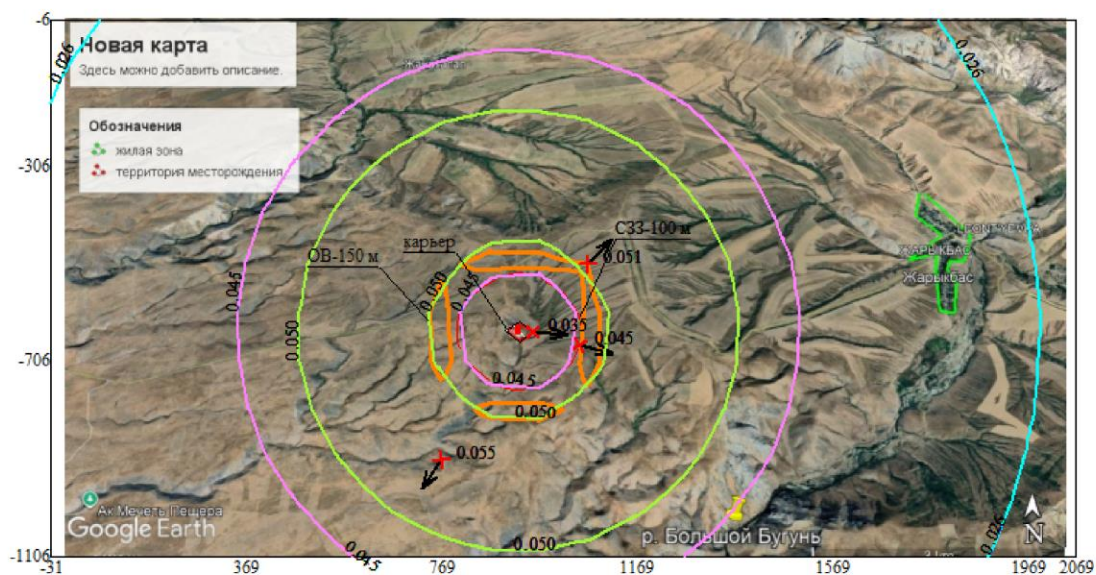 -6
Новая карта
Здесь можно добавить описание.
0.026
0.026
Обозначения
жилая зона
территория месторождения
-306
ЖАРЫКБАС
Жарыкбас
СЗЗ-100 м
карьер
ОВ-150 м
0.051
0.045
0.050
0.045
0.050
0.035
0.045
-706
0.045
0.050
0.055
Ак Мечеть Пещера
Google Earth
р. Большой Бугунь
N
0.050
0.045
0.026
-1106
-31
369
769
1169
1569
1969
2069